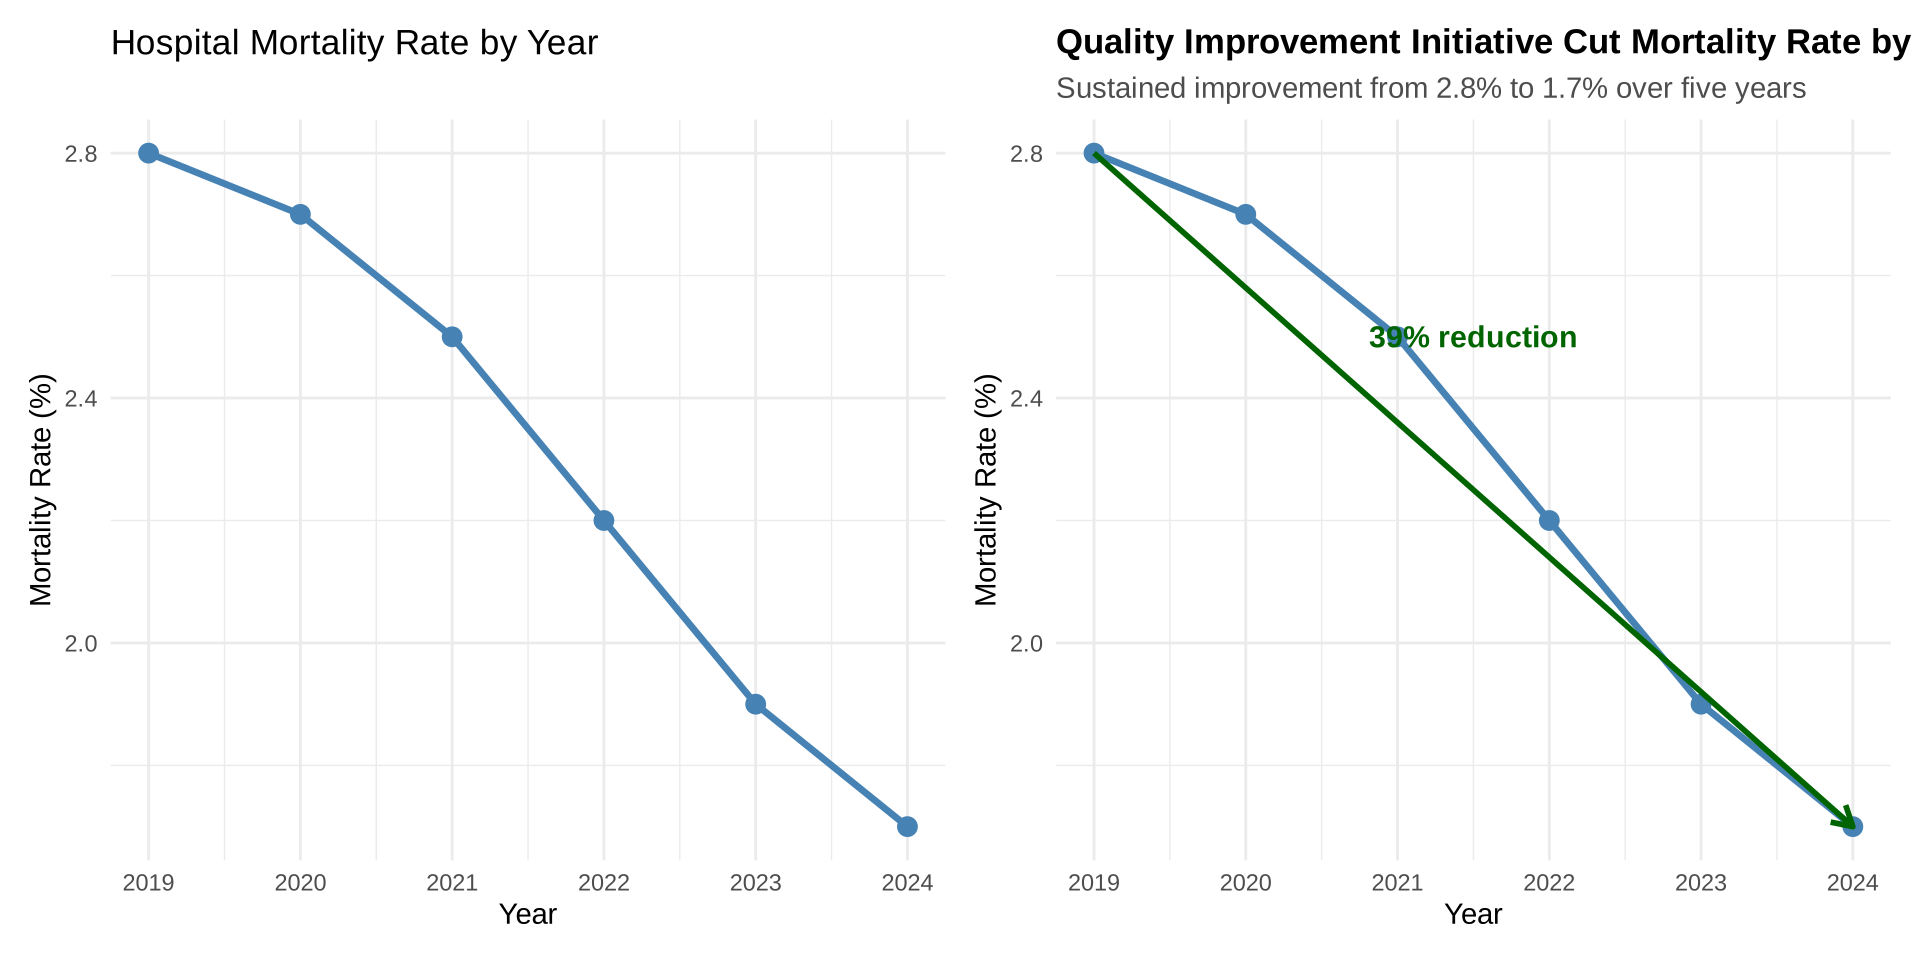 Hospital Mortality Rate by Year
Mortality Rate (%)
2.8
2.4
2.0
2019 2020 2021 2022 2023 2024
Year
Quality Improvement Initiative Cut Mortality Rate by
Sustained improvement from 2.8% to 1.7% over five years
Mortality Rate (%)
2.8
2.4
2.0
39% reduction
2019 2020 2021 2022 2023 2024
Year